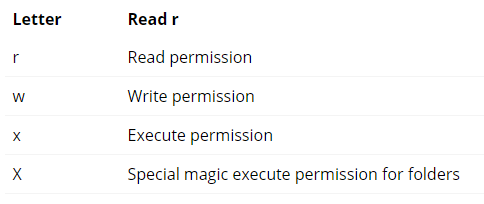 Letter Read r
r Read permission
w Write permission
x Execute permission
X Special magic execute permission for folders